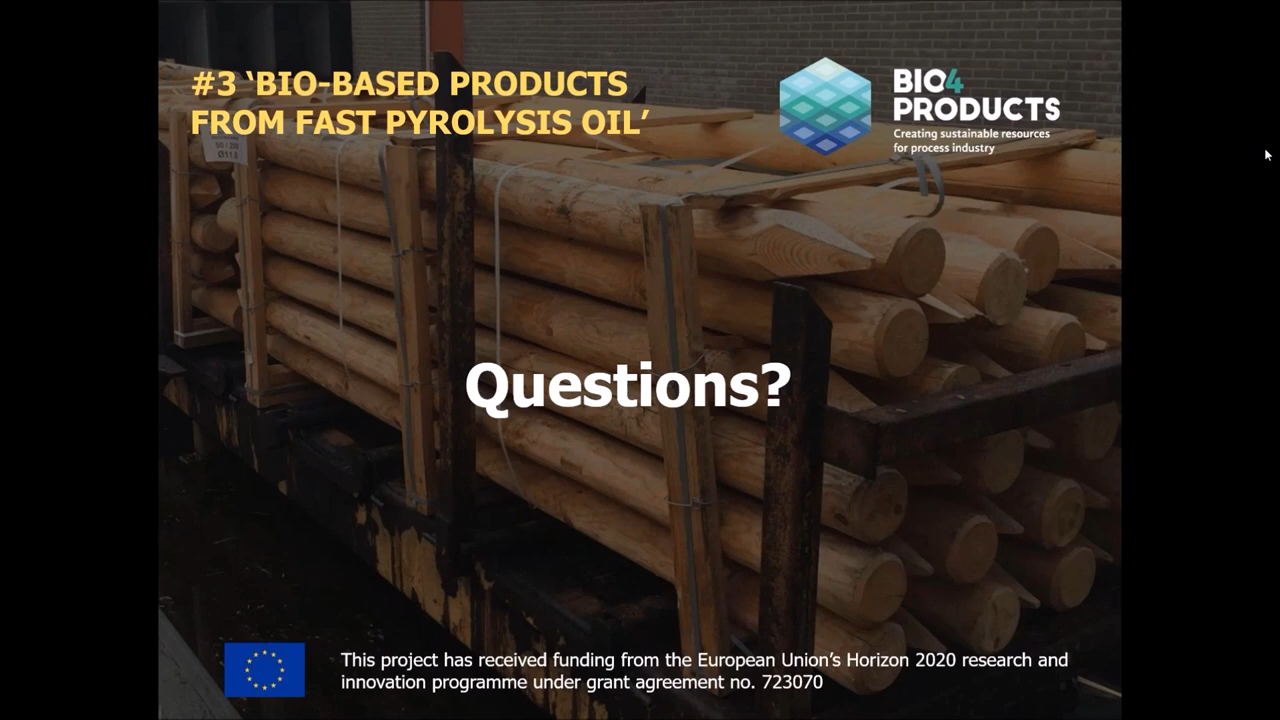 #3 ‘BIO-BASED PRODUCTS
FROM FAST PYROLYSIS OIL’
BIO4
PRODUCTS
Creating sustainable resources
for process industry
Questions?
This project has received funding from the European Union’s Horizon 2020 research and
innovation programme under grant agreement no. 723070